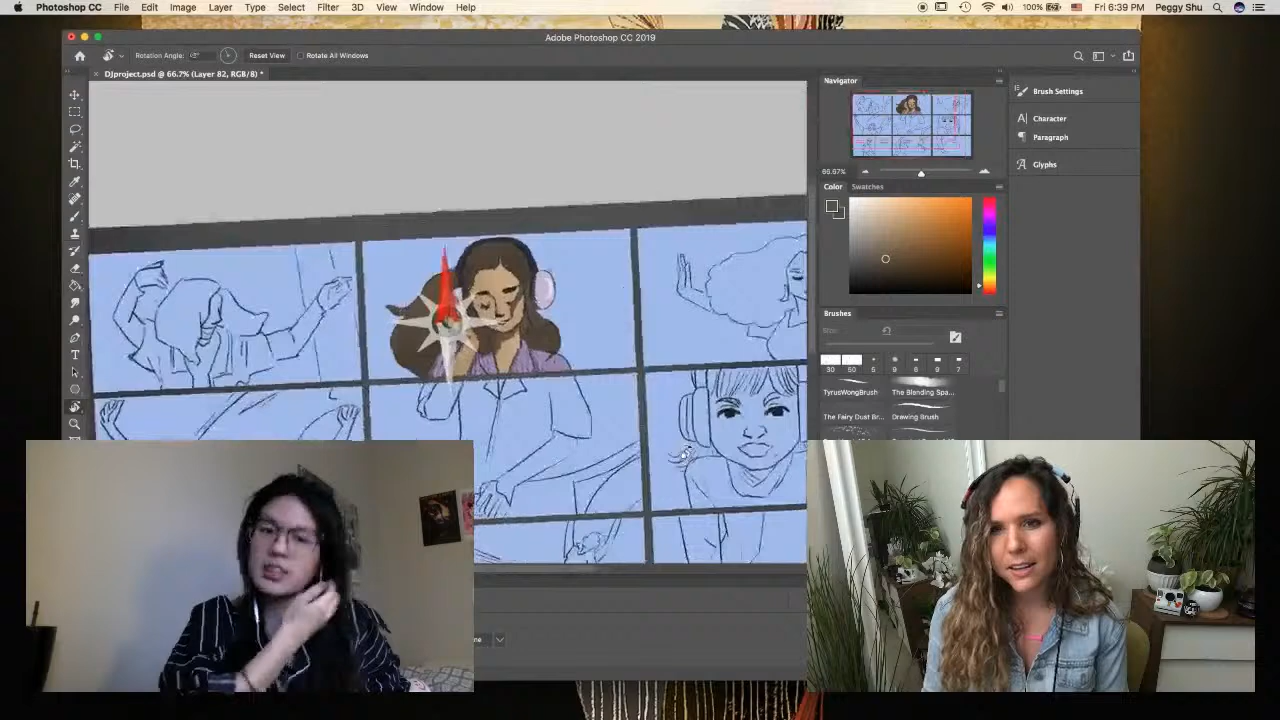 Photoshop CC File Edit Image Layer Type Select Filter 3D View Window Help 100% Fri 6:39 PM Peggy Shu
Adobe Photoshop CC 2019
Rotation Angle: Reset View Rotate All Windows
DJproject.psd @ 66.7% (Layer 82, RGB/8) *
Navigator
Brush Settings
Character
Paragraph
Glyphs
66.67%
Color Swatches
Brushes
Size:
30 50 5 9 8 9 7
TyrusWongBrush The Blending Spa...
The Fairy Dust Br... Drawing Brush